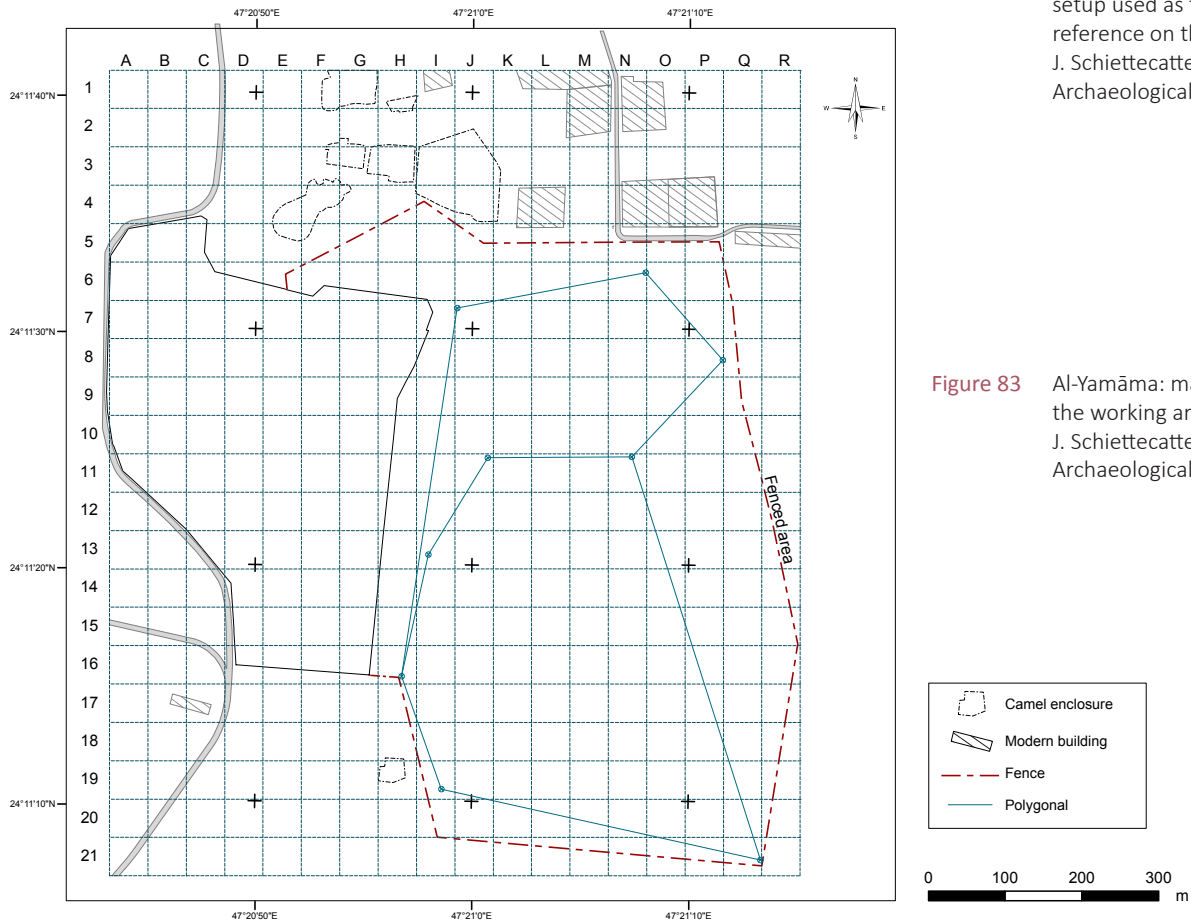 setup used as
reference on
J. Schiettecatte
Archaeological
47°20'50"E 47°21'0"E 47°21'10"E
A B C D E F G H I J K L M N O P Q R
1
24°11'40"N
N
W E
S
2
3
4
5
6
7
24°11'30"N
8
9
10
11
12
13
24°11'20"N
14
15
16
17
18
19
24°11'10"N
20
21
Fenced area
47°20'50"E 47°21'0"E 47°21'10"E
Figure 83 Al-Yamāma:
the working
J. Schiettecatte
Archaeological
Camel enclosure
Modern building
Fence
Polygonal
0 100 200 300
m